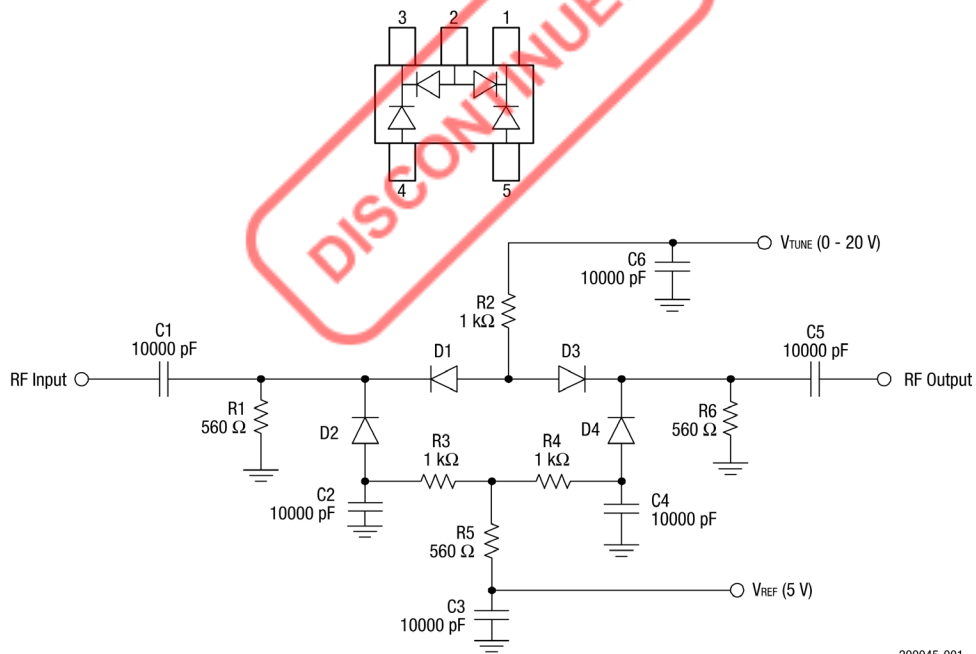 3 2 1
DISCONTINUED
4 5
VTUNE (0 - 20 V)
C6
10000 pF
R2
1 kΩ
C1
10000 pF
D1
D3
C5
10000 pF
RF Input
RF Output
R1
560 Ω
D2
R3
1 kΩ
R4
1 kΩ
D4
R6
560 Ω
C2
10000 pF
C4
10000 pF
R5
560 Ω
VREF (5 V)
C3
10000 pF